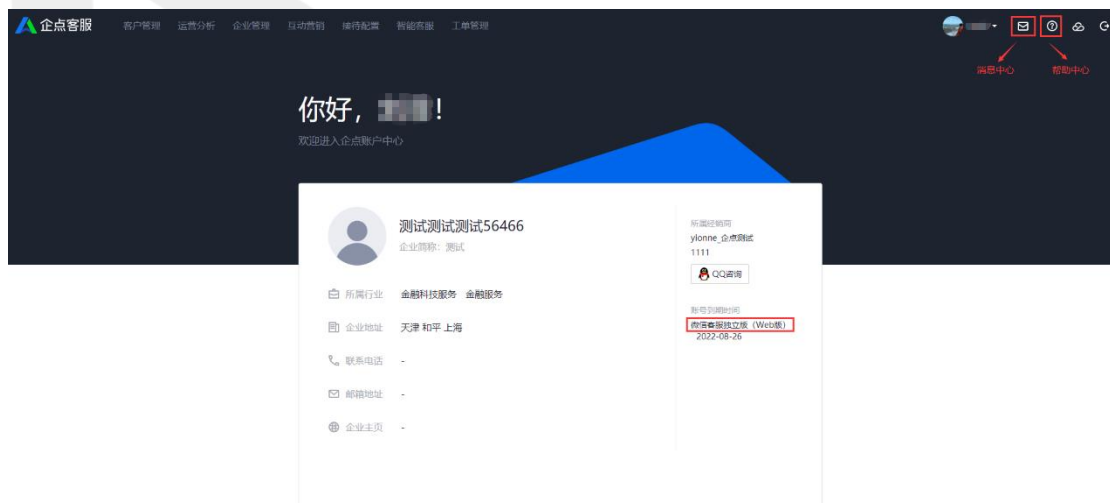 企点客服 客户管理 运营分析 企业管理 互动营销 接待配置 智能客服 工单管理
消息中心 帮助中心
你好, !
欢迎进入企点账户中心
测试测试测试56466
企业简称: 测试
所属行业 金融科技服务 金融服务
企业地址 天津 和平 上海
联系电话 -
邮箱地址 -
企业主页 -
所属经销商
ylonne_企点测试
1111
QQ咨询
账号到期时间
微信客服独立版（Web版）
2022-08-26